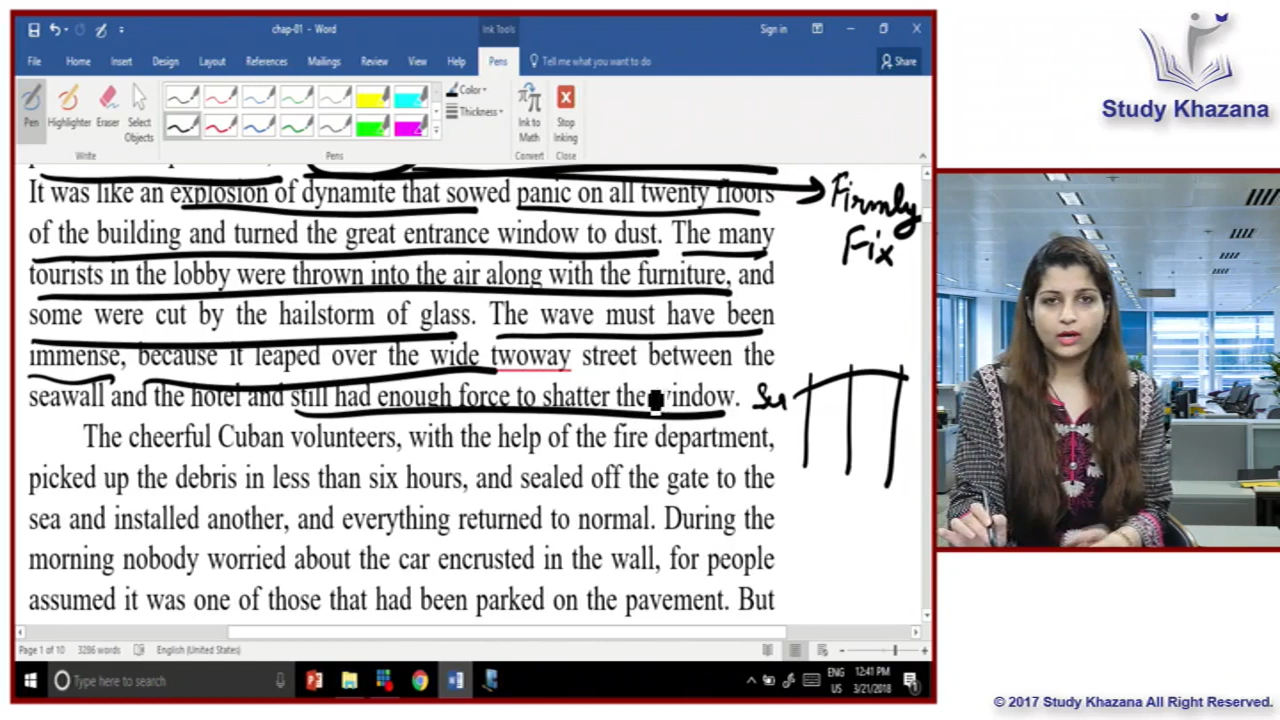 chap-01 - Word
Ink Tools
Sign in
File Home Insert Design Layout References Mailings Review View Help Pens Tell me what you want to do Share
Pen Highlighter Eraser Select Objects
Color
Thickness
Ink to Math
Stop Inking
Write Pens Convert Close
Study Khazana
It was like an explosion of dynamite that sowed panic on all twenty floors
Firmly
of the building and turned the great entrance window to dust. The many
Fix
tourists in the lobby were thrown into the air along with the furniture, and
some were cut by the hailstorm of glass. The wave must have been
immense, because it leaped over the wide twoway street between the
seawall and the hotel and still had enough force to shatter the window.
The cheerful Cuban volunteers, with the help of the fire department,
picked up the debris in less than six hours, and sealed off the gate to the
sea and installed another, and everything returned to normal. During the
morning nobody worried about the car encrusted in the wall, for people
assumed it was one of those that had been parked on the pavement. But
Page 1 of 10 3286 words English (United States)
Type here to search
ENG US
12:41 PM
3/21/2018
© 2017 Study Khazana All Right Reserved.